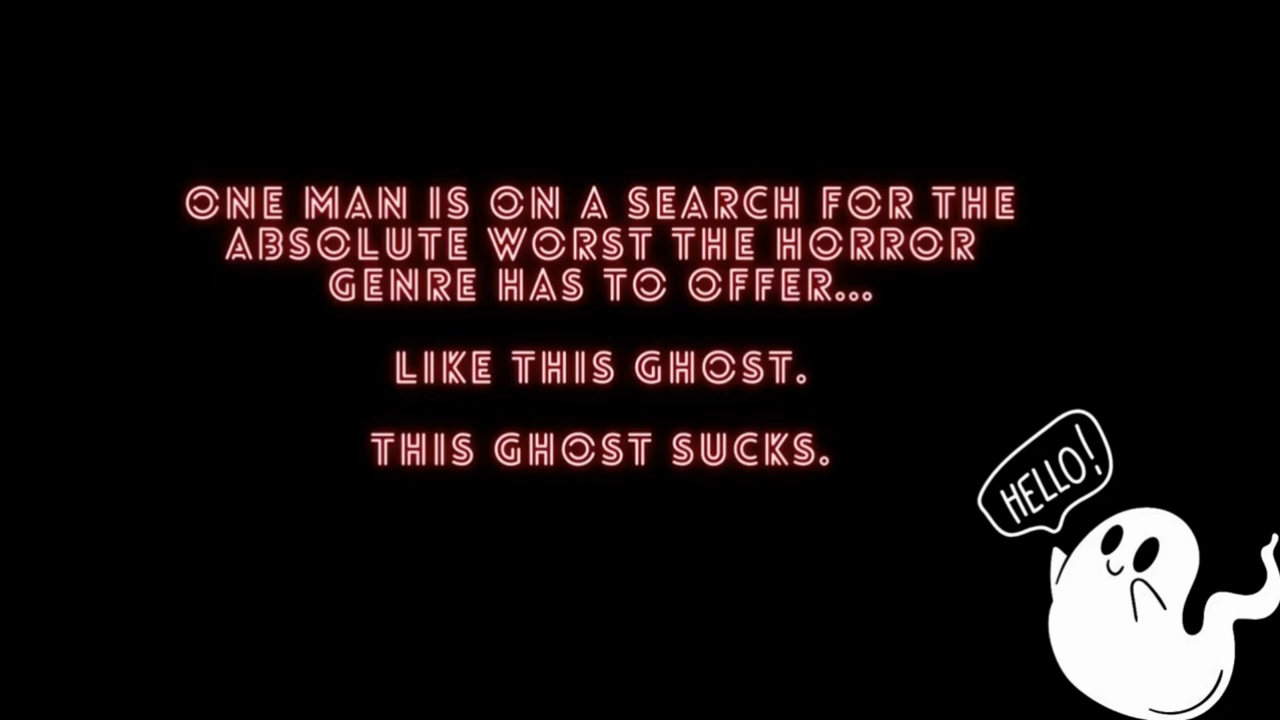 ONE MAN IS ON A SEARCH FOR THE
ABSOLUTE WORST THE HORROR
GENRE HAS TO OFFER...
LIKE THIS GHOST.
THIS GHOST SUCKS.
HELLO!